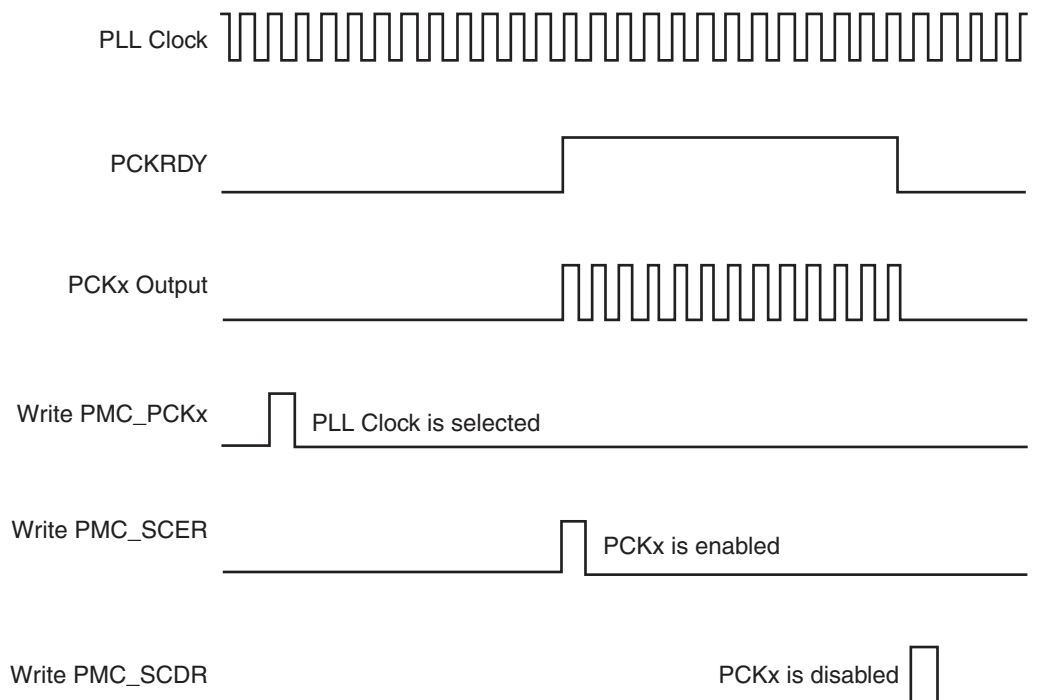 PLL Clock
PCKRDY
PCKx Output
Write PMC_PCKx
PLL Clock is selected
Write PMC_SCER
PCKx is enabled
Write PMC_SCDR
PCKx is disabled